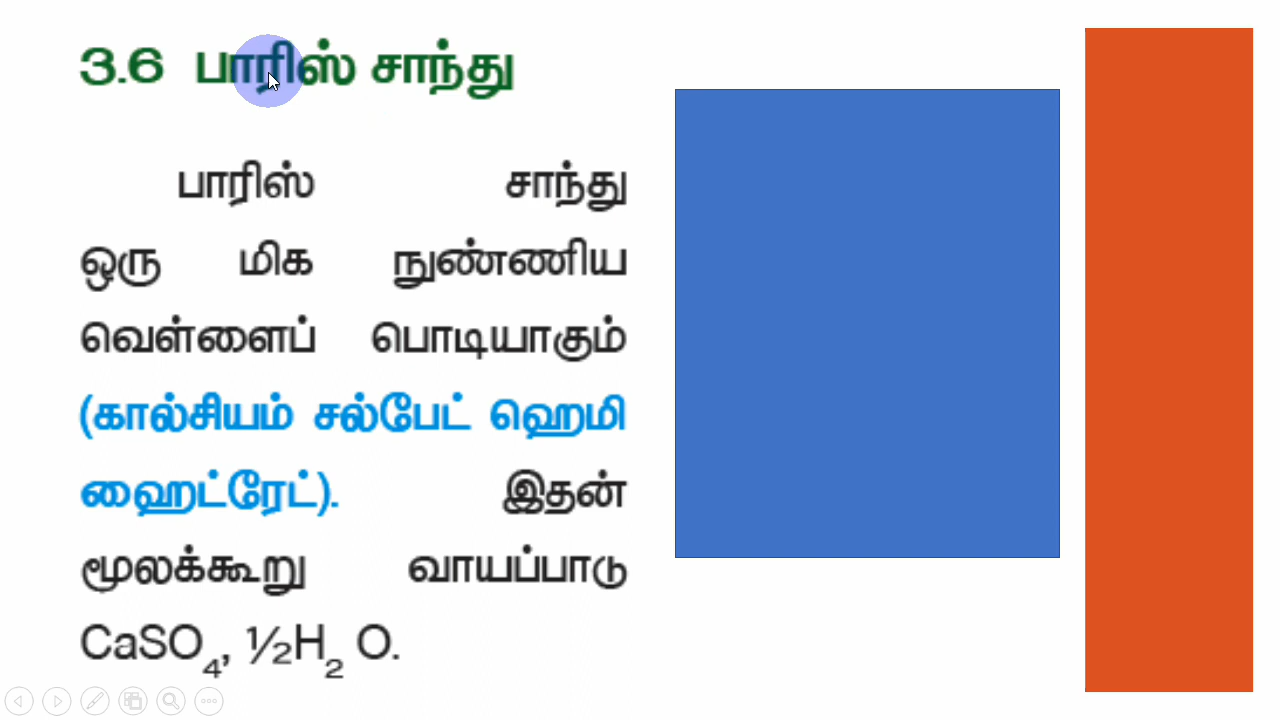 3.6 பாரிஸ் சாந்து
பாரிஸ் சாந்து
ஒரு மிக நுண்ணிய
வெள்ளைப் பொடியாகும்
(கால்சியம் சல்பேட் ஹெமி
ஹைட்ரேட்). இதன்
மூலக்கூறு வாயப்பாடு
CaSO₄, ½H₂ O.